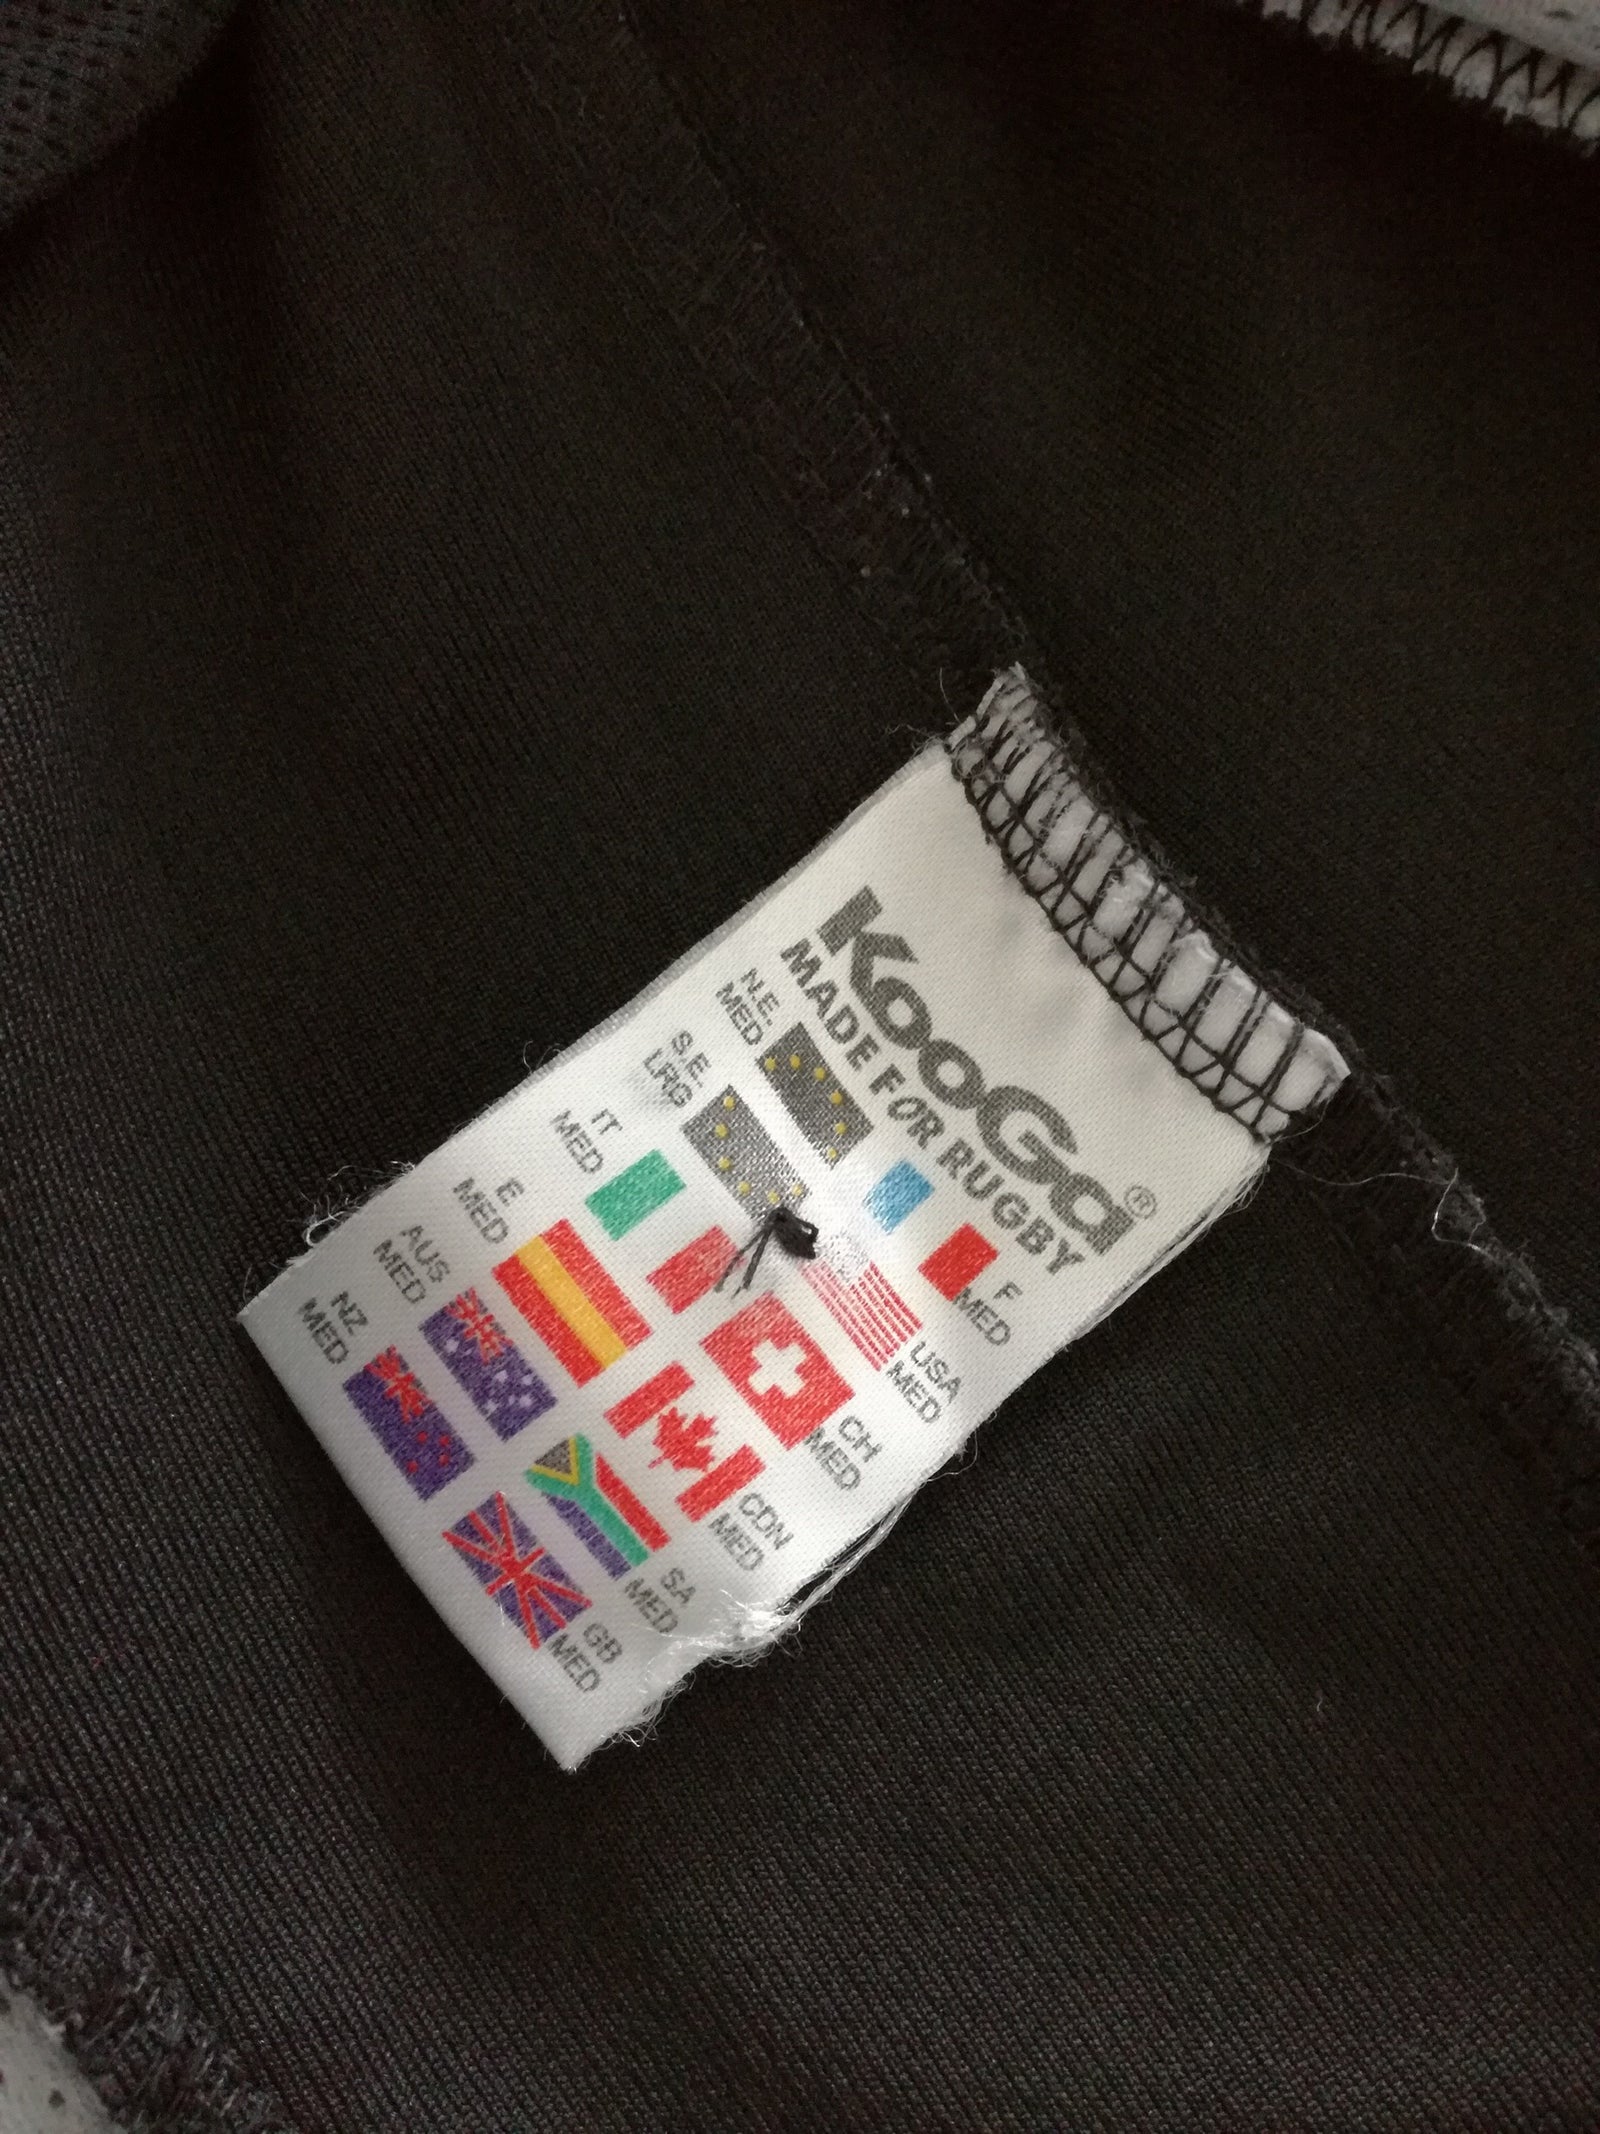 KooGa®
MADE FOR RUGBY
N.E.
MED
F
MED
S.E.
LRG
USA
MED
IT
MED
CH
MED
E
MED
CDN
MED
AUS
MED
SA
MED
NZ
MED
GB
MED